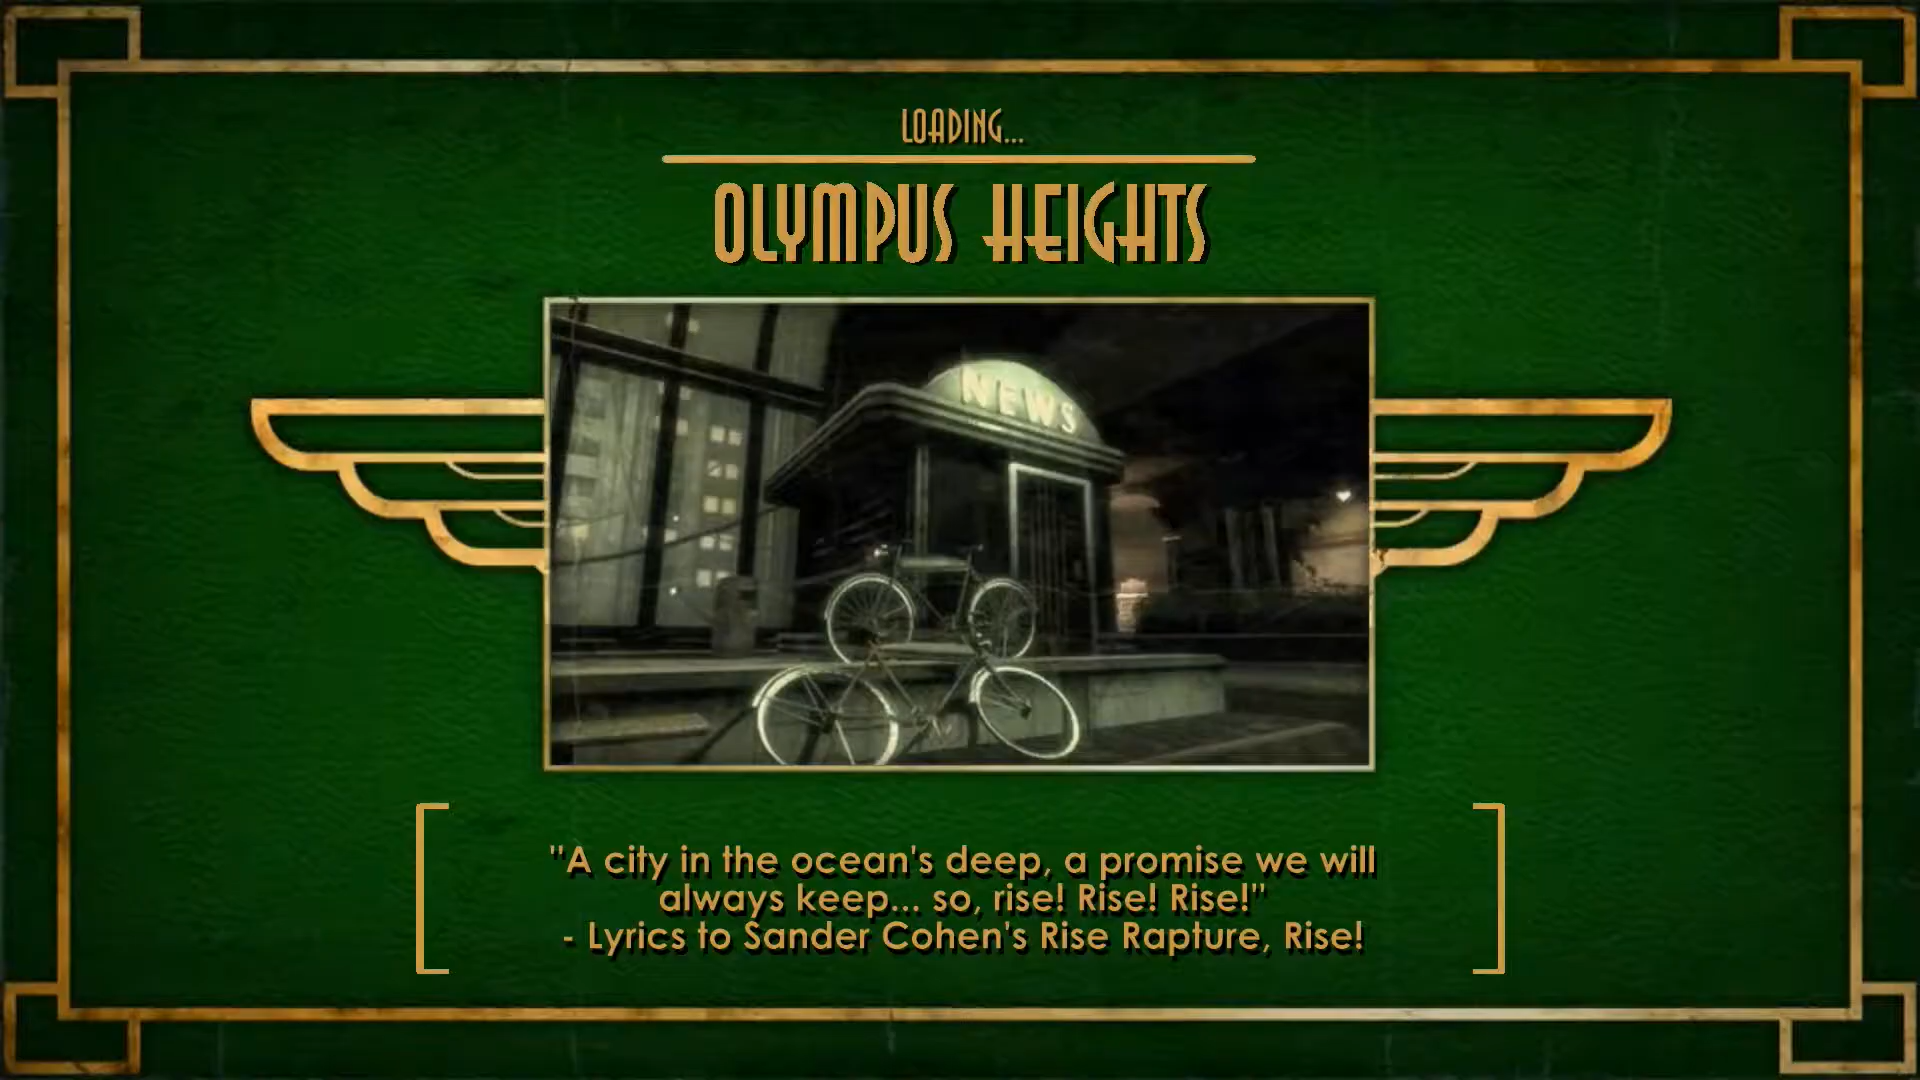 LOADING...
OLYMPUS HEIGHTS
NEWS
"A city in the ocean's deep, a promise we will
always keep... so, rise! Rise! Rise!"
- Lyrics to Sander Cohen's Rise Rapture, Rise!